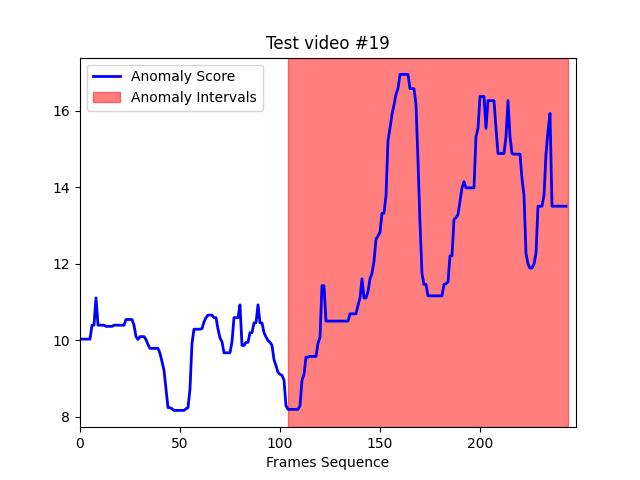 Test video #19
Anomaly Score
Anomaly Intervals
16
14
12
10
8
0 50 100 150 200
Frames Sequence